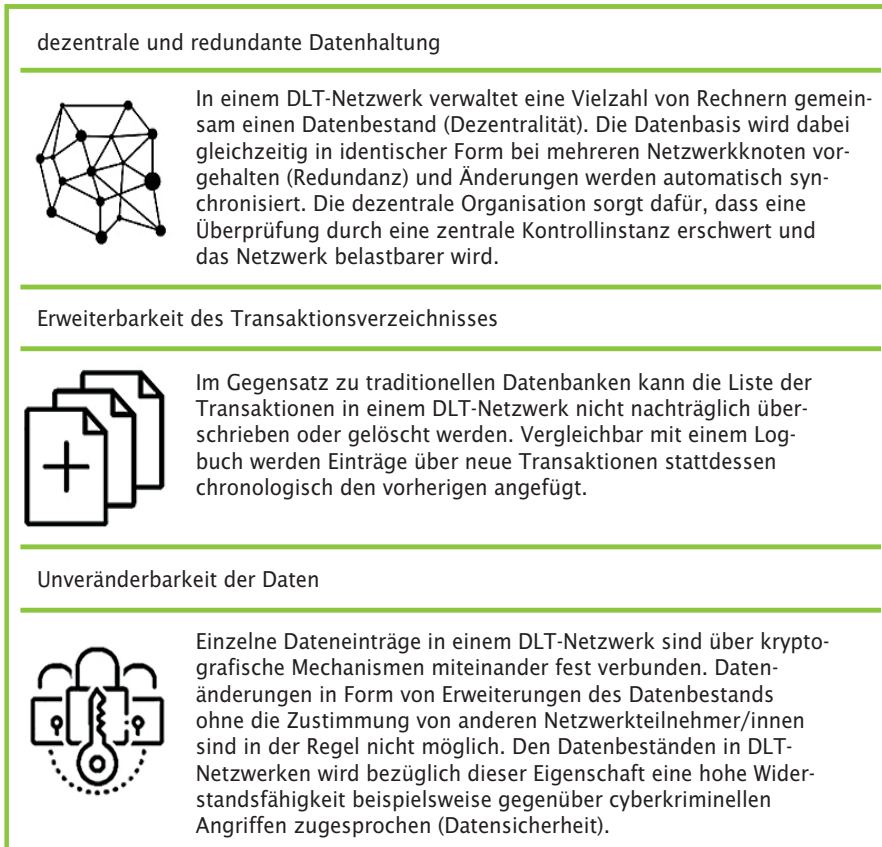 dezentrale und redundante Datenhaltung
In einem DLT-Netzwerk verwaltet eine Vielzahl von Rechnern gemein-
sam einen Datenbestand (Dezentralität). Die Datenbasis wird dabei
gleichzeitig in identischer Form bei mehreren Netzwerkknoten vor-
gehalten (Redundanz) und Änderungen werden automatisch syn-
chronisiert. Die dezentrale Organisation sorgt dafür, dass eine
Überprüfung durch eine zentrale Kontrollinstanz erschwert und
das Netzwerk belastbarer wird.
Erweiterbarkeit des Transaktionsverzeichnisses
Im Gegensatz zu traditionellen Datenbanken kann die Liste der
Transaktionen in einem DLT-Netzwerk nicht nachträglich über-
schrieben oder gelöscht werden. Vergleichbar mit einem Log-
buch werden Einträge über neue Transaktionen stattdessen
chronologisch den vorherigen angefügt.
Unveränderbarkeit der Daten
Einzelne Dateneinträge in einem DLT-Netzwerk sind über krypto-
grafische Mechanismen miteinander fest verbunden. Daten-
änderungen in Form von Erweiterungen des Datenbestands
ohne die Zustimmung von anderen Netzwerkteilnehmer/innen
sind in der Regel nicht möglich. Den Datenbeständen in DLT-
Netzwerken wird bezüglich dieser Eigenschaft eine hohe Wider-
standsfähigkeit beispielsweise gegenüber cyberkriminellen
Angriffen zugesprochen (Datensicherheit).